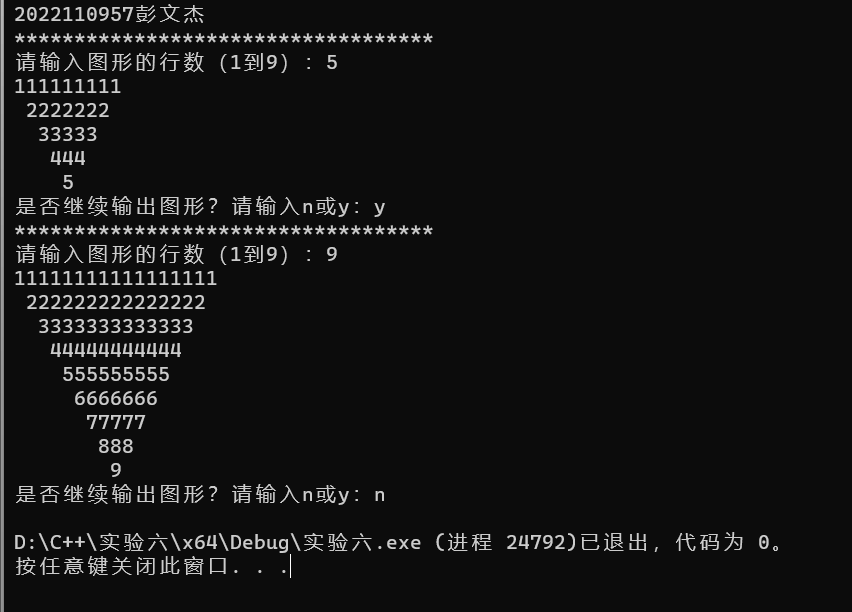 2022110957彭文杰
***********************************
请输入图形的行数（1到9）：5
111111111
 2222222
  33333
   444
    5
是否继续输出图形？请输入n或y：y
***********************************
请输入图形的行数（1到9）：9
11111111111111111
 222222222222222
  3333333333333
   44444444444
    555555555
     6666666
      77777
       888
        9
是否继续输出图形？请输入n或y：n

D:\C++\实验六\x64\Debug\实验六.exe (进程 24792)已退出，代码为 0。
按任意键关闭此窗口. . .